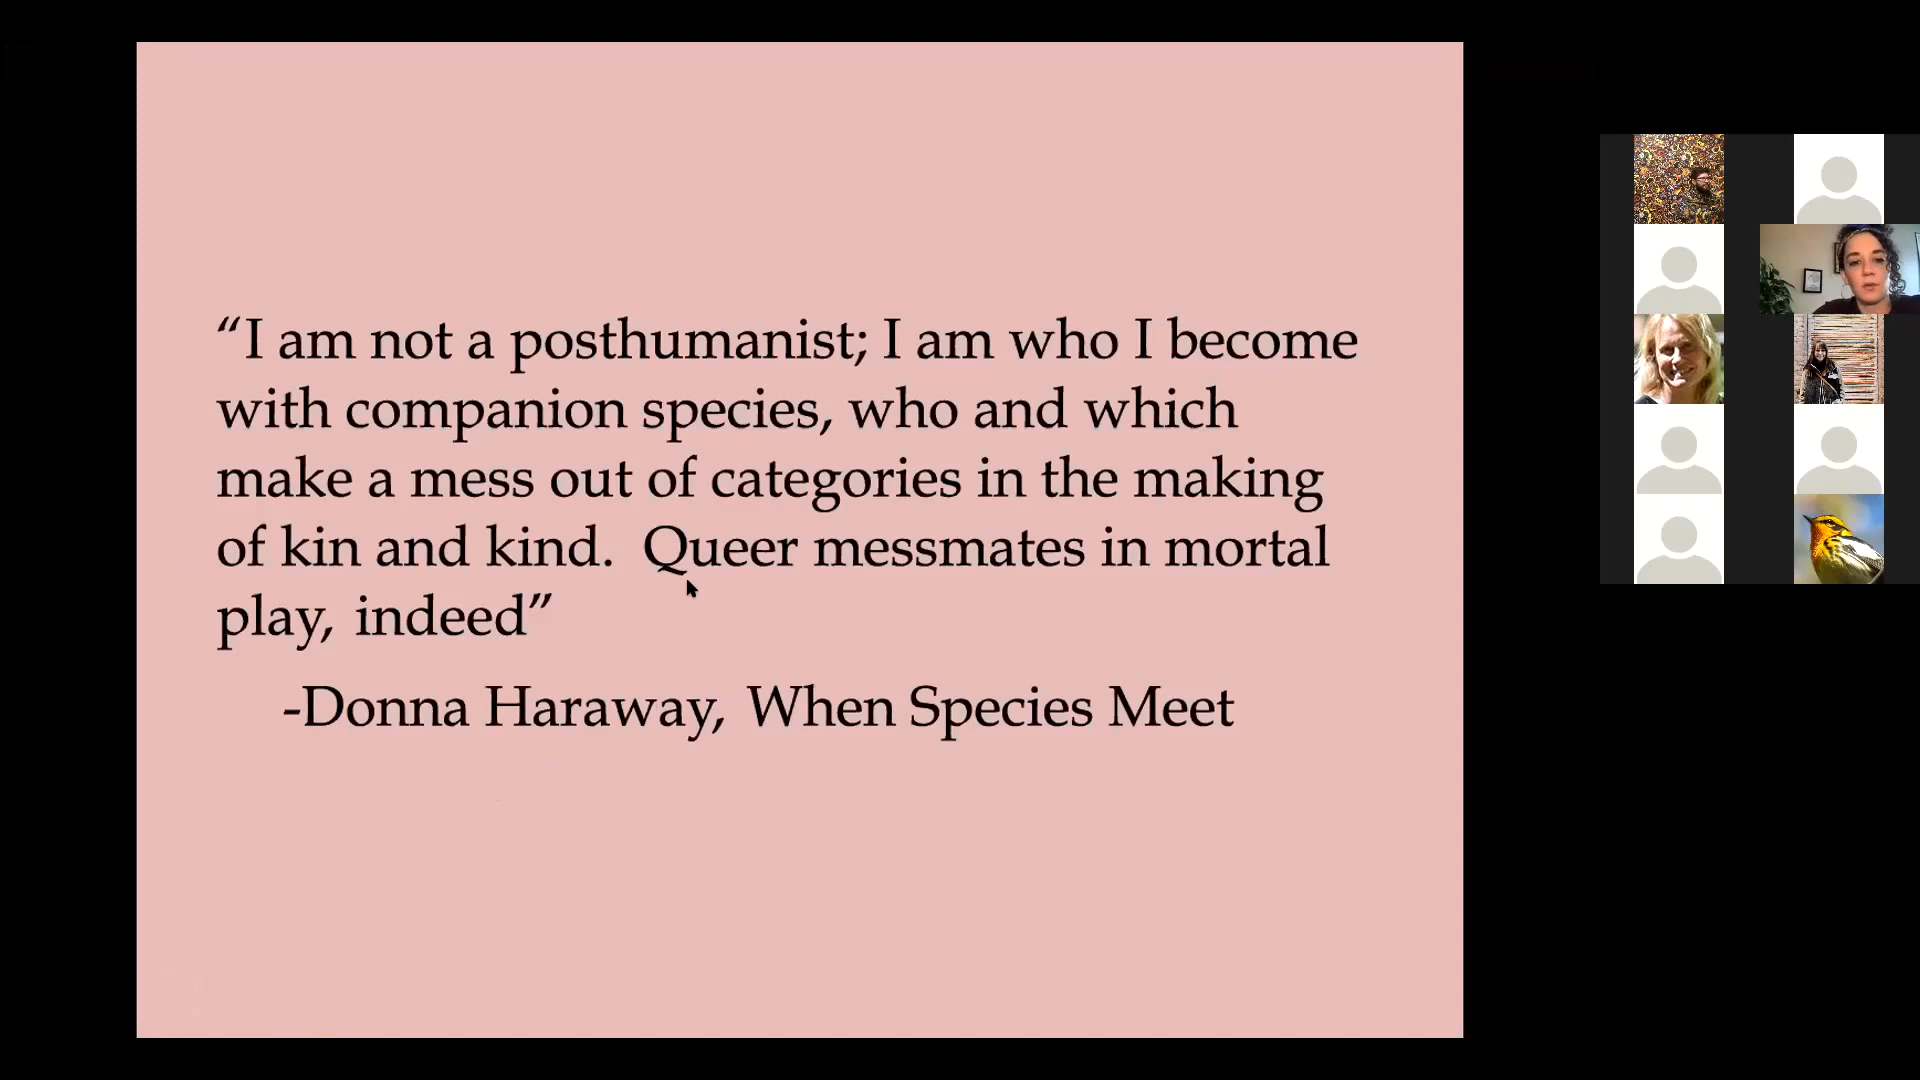 “I am not a posthumanist; I am who I become
with companion species, who and which
make a mess out of categories in the making
of kin and kind.  Queer messmates in mortal
play, indeed”
-Donna Haraway, When Species Meet